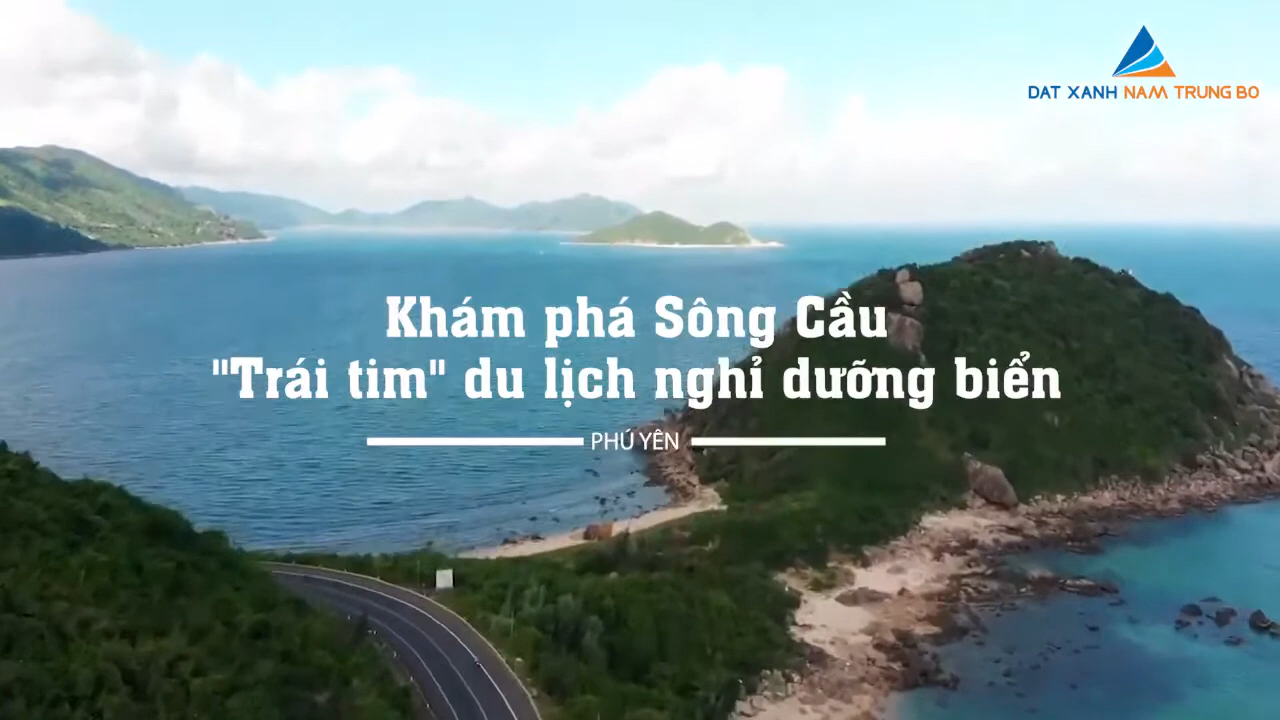 DAT XANH NAM TRUNG BO
Khám phá Sông Cầu
"Trái tim" du lịch nghỉ dưỡng biển
PHÚ YÊN